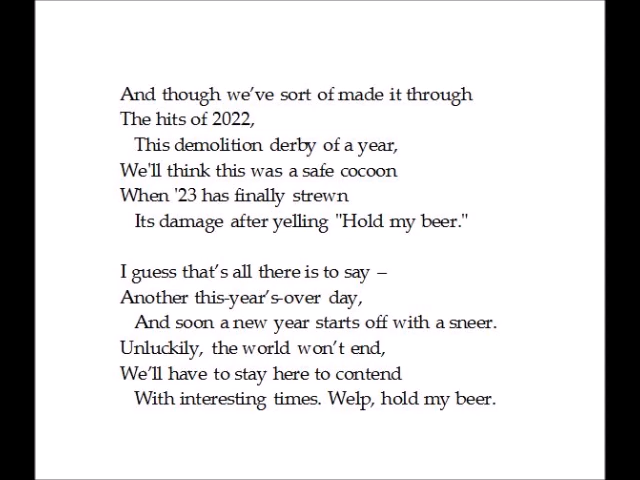 And though we’ve sort of made it through
The hits of 2022,
This demolition derby of a year,
We'll think this was a safe cocoon
When '23 has finally strewn
Its damage after yelling "Hold my beer."
I guess that’s all there is to say –
Another this-year’s-over day,
And soon a new year starts off with a sneer.
Unluckily, the world won’t end,
We’ll have to stay here to contend
With interesting times. Welp, hold my beer.